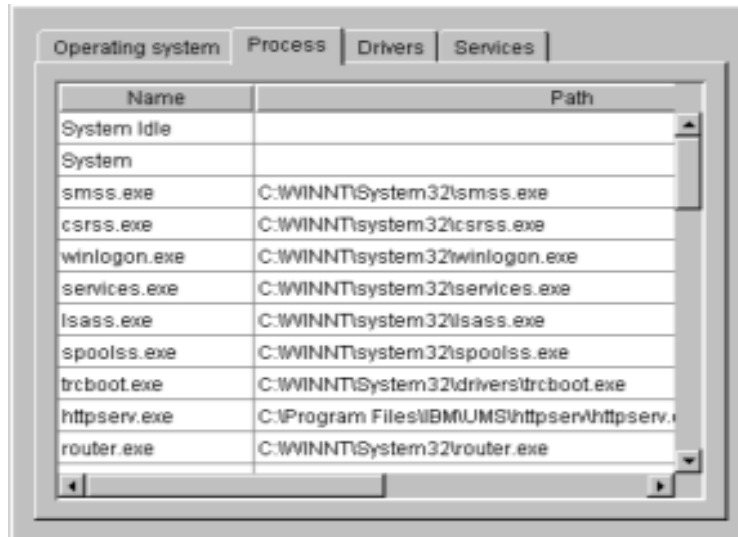 Operating system Process Drivers Services
Name Path
System Idle
System
smss.exe C:\WINNT\System32\smss.exe
csrss.exe C:\WINNT\System32\csrss.exe
winlogon.exe C:\WINNT\system32\winlogon.exe
services.exe C:\WINNT\system32\services.exe
lsass.exe C:\WINNT\system32\lsass.exe
spoolss.exe C:\WINNT\system32\spoolss.exe
trcboot.exe C:\WINNT\System32\drivers\trcboot.exe
httpserv.exe C:\Program Files\IBM\UMS\httpserv\httpserv.
router.exe C:\WINNT\System32\router.exe